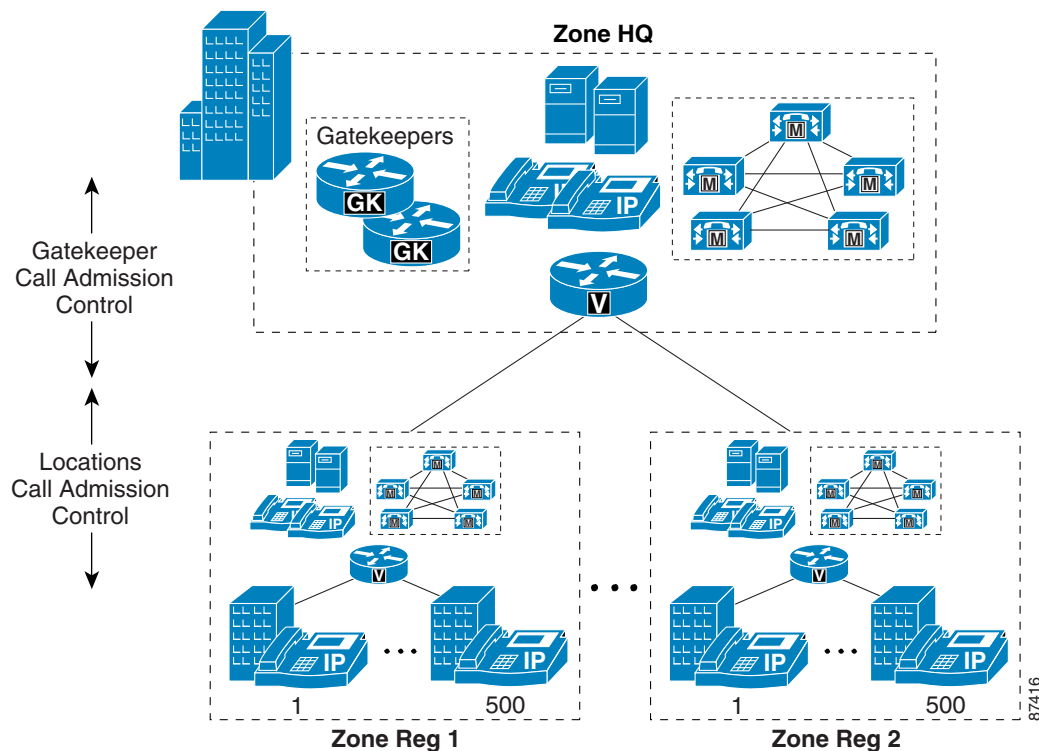 Zone HQ
Gatekeepers
GK
GK
IP
IP
M
M
M
M
M
V
Gatekeeper
Call Admission
Control
Locations
Call Admission
Control
M
M
M
M
M
IP
V
IP
IP
1
500
Zone Reg 1
M
M
M
M
M
IP
V
IP
IP
1
500
Zone Reg 2
87416